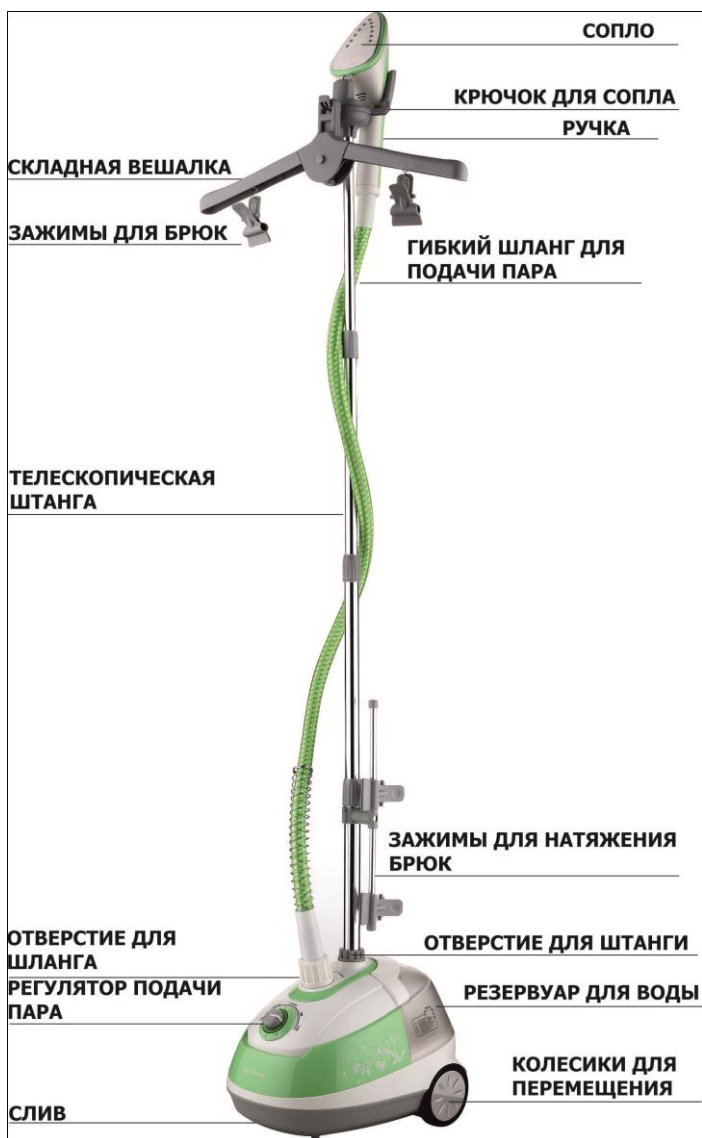 СОПЛО
КРЮЧОК ДЛЯ СОПЛА
РУЧКА
СКЛАДНАЯ ВЕШАЛКА
ЗАЖИМЫ ДЛЯ БРЮК
ГИБКИЙ ШЛАНГ ДЛЯ
ПОДАЧИ ПАРА
ТЕЛЕСКОПИЧЕСКАЯ
ШТАНГА
ЗАЖИМЫ ДЛЯ НАТЯЖЕНИЯ
БРЮК
ОТВЕРСТИЕ ДЛЯ
ШЛАНГА
ОТВЕРСТИЕ ДЛЯ ШТАНГИ
РЕГУЛЯТОР ПОДАЧИ
ПАРА
РЕЗЕРВУАР ДЛЯ ВОДЫ
КОЛЕСИКИ ДЛЯ
ПЕРЕМЕЩЕНИЯ
СЛИВ